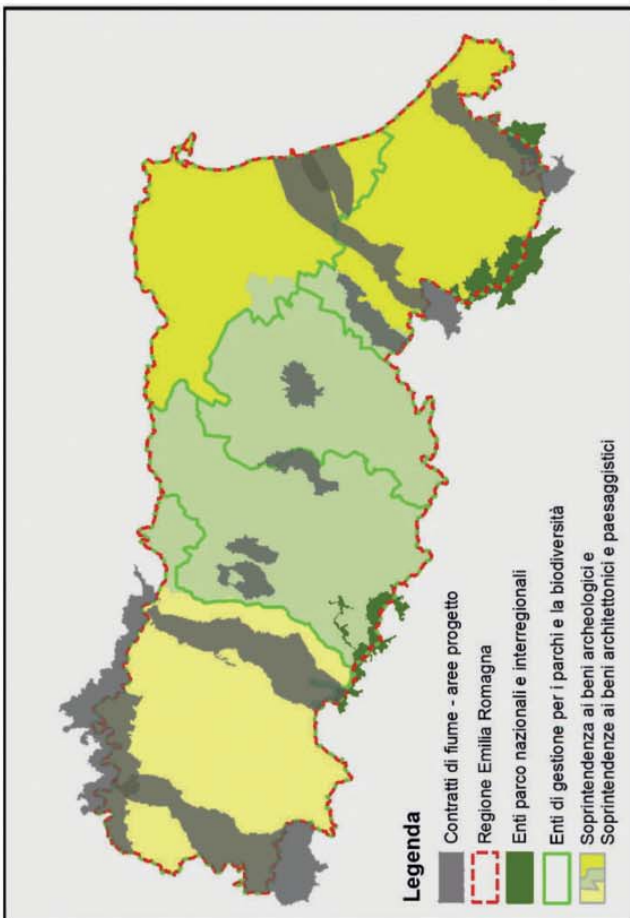 Legenda
Contratti di fiume - aree progetto
Regione Emilia Romagna
Enti parco nazionali e interregionali
Enti di gestione per i parchi e la biodiversità
Soprintendenza ai beni archeologici e
Soprintendenze ai beni architettonici e paesaggistici